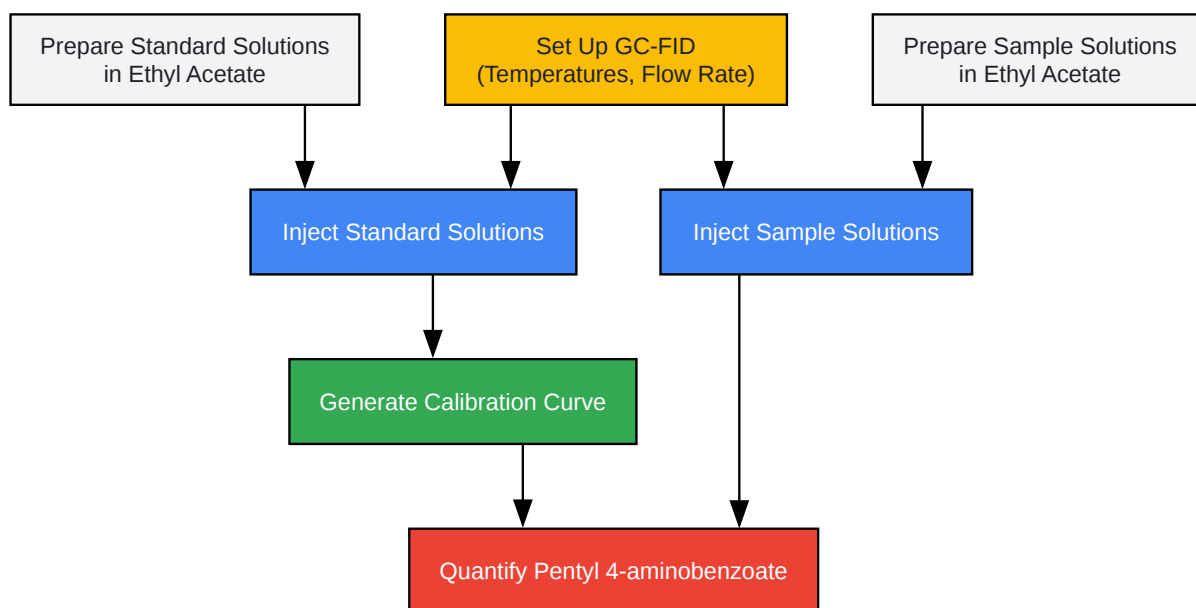 Prepare Standard Solutions
in Ethyl Acetate
Set Up GC-FID
(Temperatures, Flow Rate)
Prepare Sample Solutions
in Ethyl Acetate
Inject Standard Solutions
Inject Sample Solutions
Generate Calibration Curve
Quantify Pentyl 4-aminobenzoate